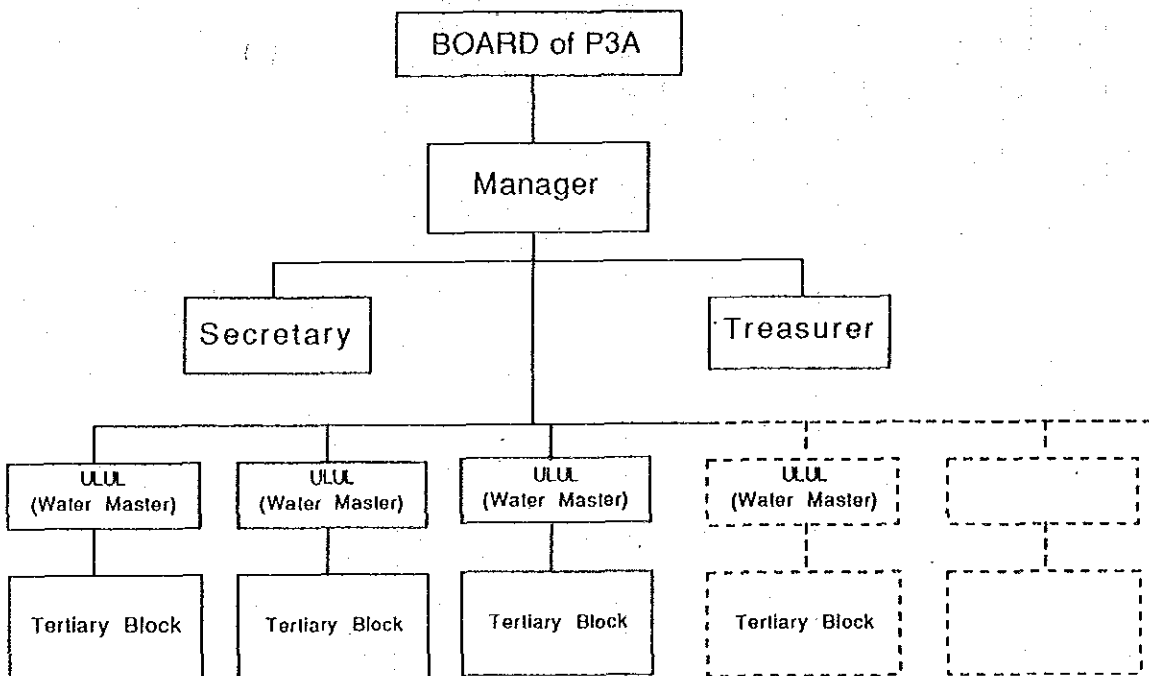 BOARD of P3A
Manager
Secretary
Treasurer
ULUL
(Water Master)
ULUL
(Water Master)
ULUL
(Water Master)
ULUL
(Water Master)
Tertiary Block
Tertiary Block
Tertiary Block
Tertiary Block